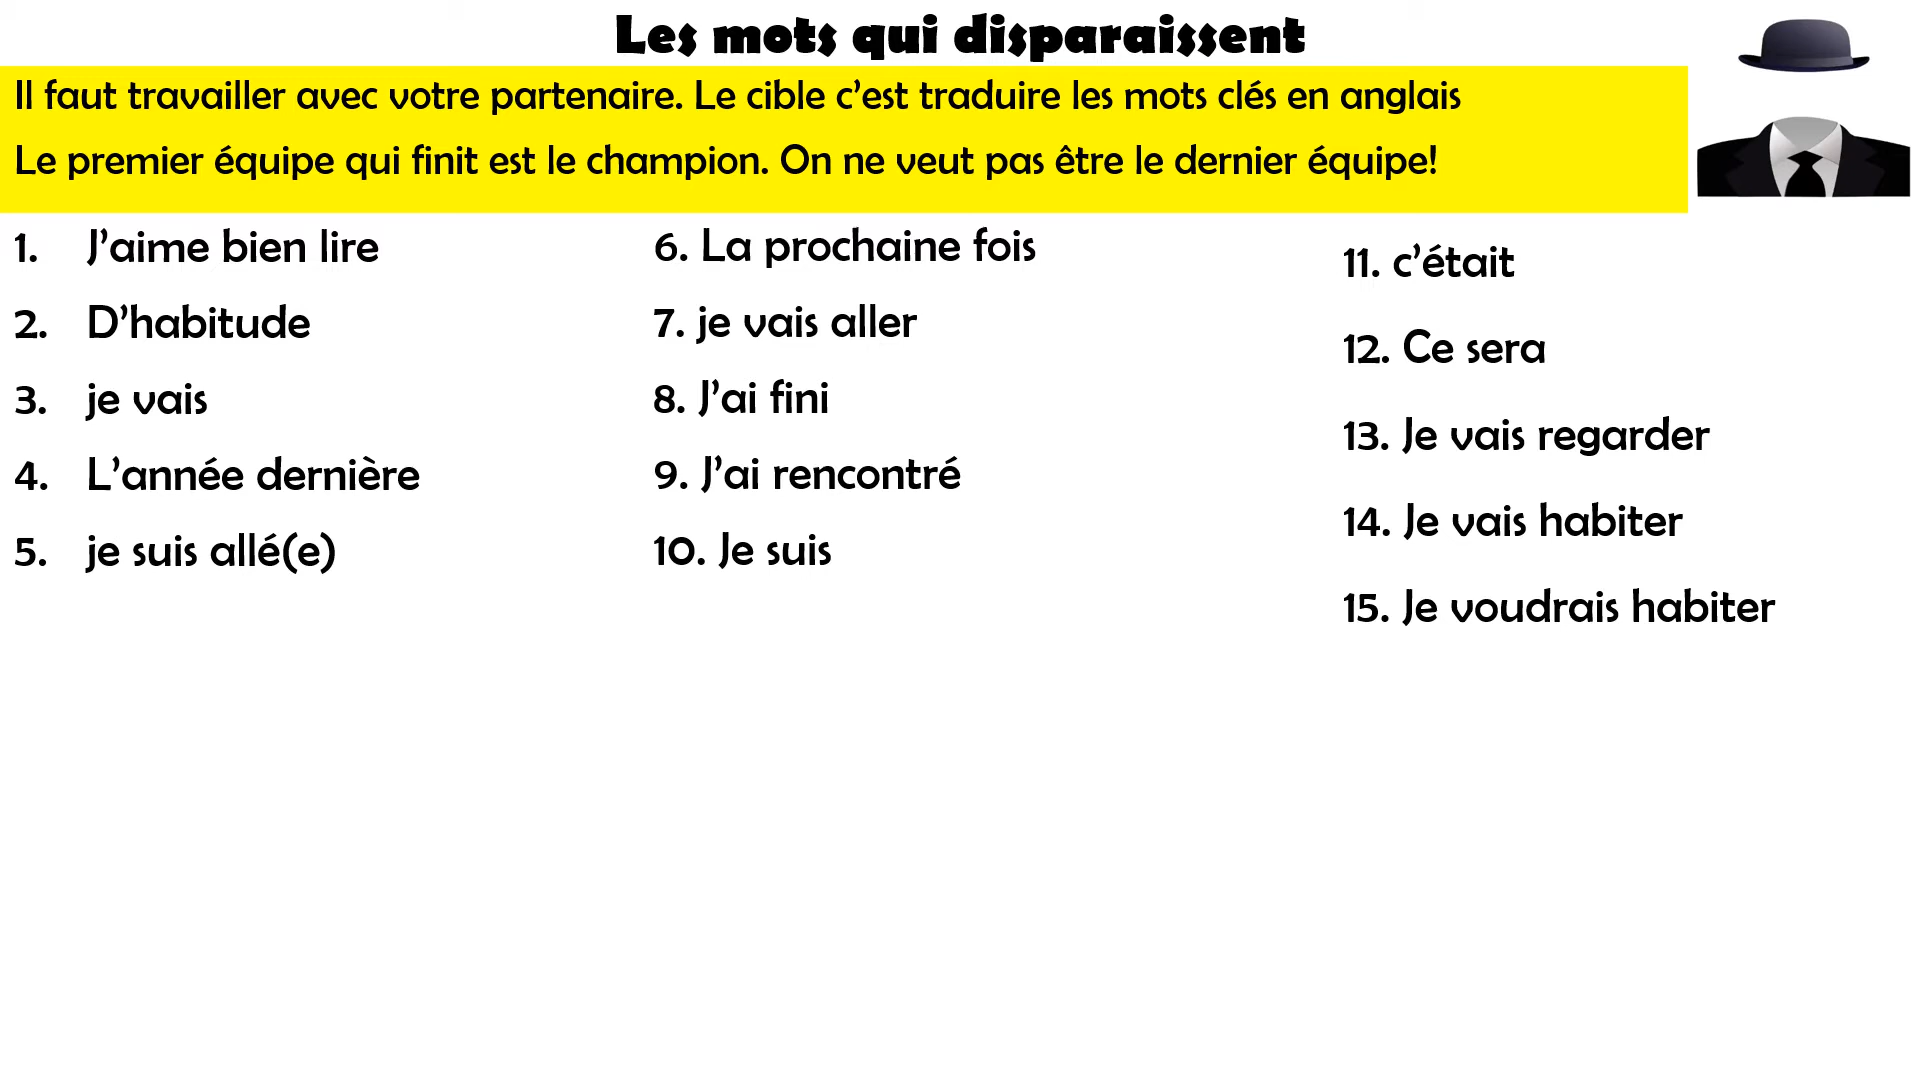 Les mots qui disparaissent
Il faut travailler avec votre partenaire. Le cible c’est traduire les mots clés en anglais
Le premier équipe qui finit est le champion. On ne veut pas être le dernier équipe!
1. J’aime bien lire
2. D’habitude
3. je vais
4. L’année dernière
5. je suis allé(e)
6. La prochaine fois
7. je vais aller
8. J’ai fini
9. J’ai rencontré
10. Je suis
11. c’était
12. Ce sera
13. Je vais regarder
14. Je vais habiter
15. Je voudrais habiter